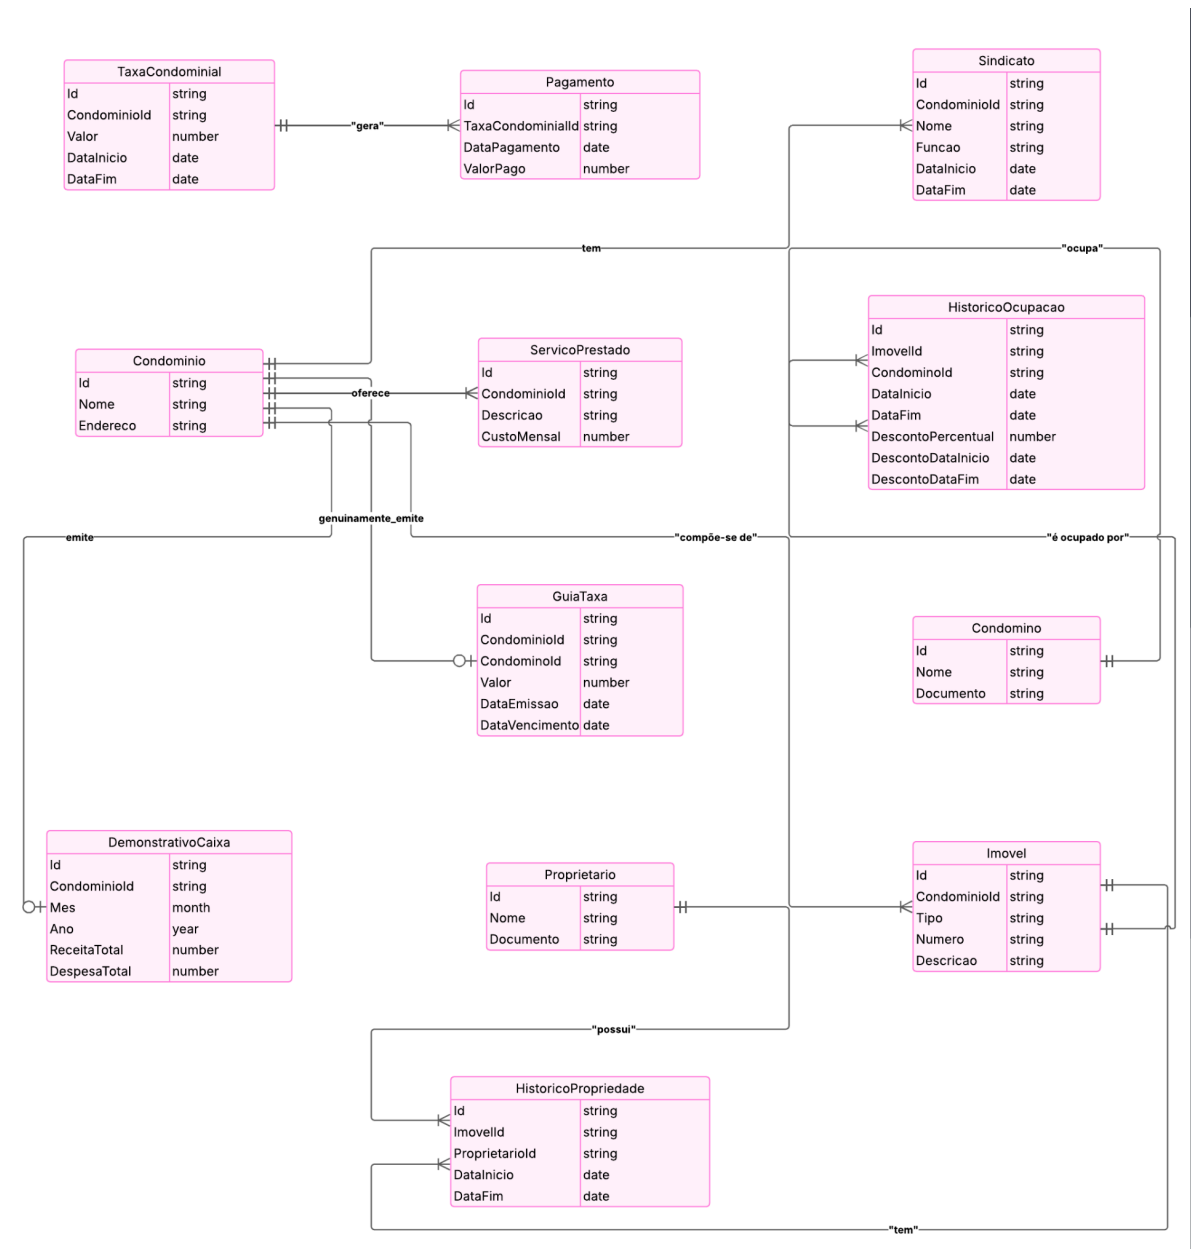 TaxaCondominial
Id string
CondominioId string
Valor number
DataInicio date
DataFim date
"gera"
Pagamento
Id string
TaxaCondominialId string
DataPagamento date
ValorPago number
Sindicato
Id string
CondominioId string
Nome string
Funcao string
DataInicio date
DataFim date
tem
"ocupa"
Condominio
Id string
Nome string
Endereco string
oferece
ServicoPrestado
Id string
CondominioId string
Descricao string
CustoMensal number
HistoricoOcupacao
Id string
ImovelId string
CondominoId string
DataInicio date
DataFim date
DescontoPercentual number
DescontoDataInicio date
DescontoDataFim date
genuinamente_emite
emite
"compõe-se de"
"é ocupado por"
GuiaTaxa
Id string
CondominioId string
CondominoId string
Valor number
DataEmissao date
DataVencimento date
Condomino
Id string
Nome string
Documento string
DemonstrativoCaixa
Id string
CondominioId string
Mes month
Ano year
ReceitaTotal number
DespesaTotal number
Proprietario
Id string
Nome string
Documento string
Imovel
Id string
CondominioId string
Tipo string
Numero string
Descricao string
"possui"
HistoricoPropriedade
Id string
ImovelId string
ProprietarioId string
DataInicio date
DataFim date
"tem"